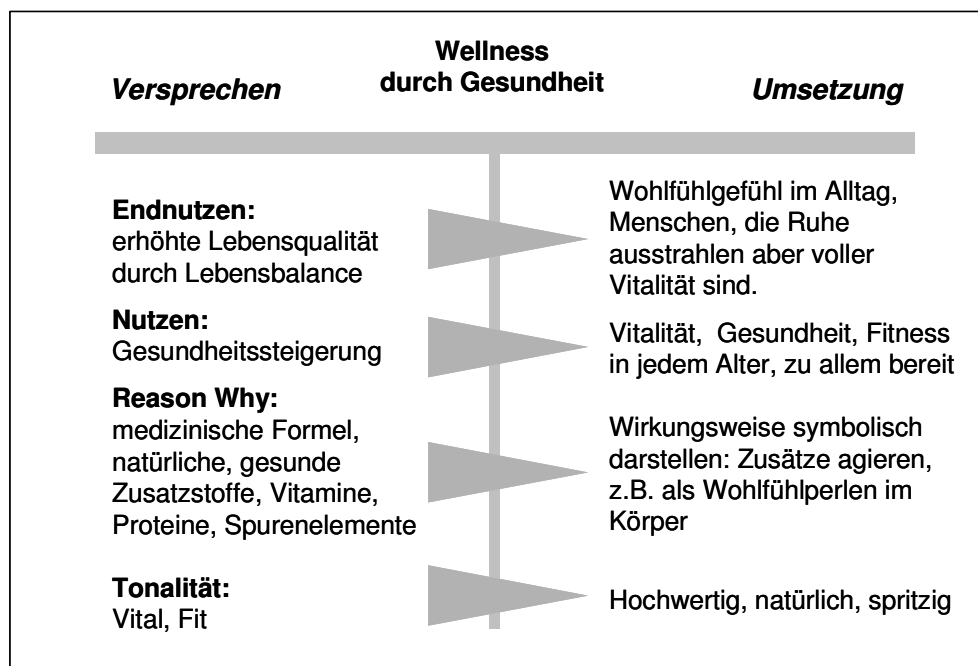 Wellness
durch Gesundheit
Versprechen
Umsetzung
Endnutzen:
erhöhte Lebensqualität
durch Lebensbalance
Wohlfühlgefühl im Alltag,
Menschen, die Ruhe
ausstrahlen aber voller
Vitalität sind.
Nutzen:
Gesundheitssteigerung
Vitalität, Gesundheit, Fitness
in jedem Alter, zu allem bereit
Reason Why:
medizinische Formel,
natürliche, gesunde
Zusatzstoffe, Vitamine,
Proteine, Spurenelemente
Wirkungsweise symbolisch
darstellen: Zusätze agieren,
z.B. als Wohlfühlperlen im
Körper
Tonalität:
Vital, Fit
Hochwertig, natürlich, spritzig